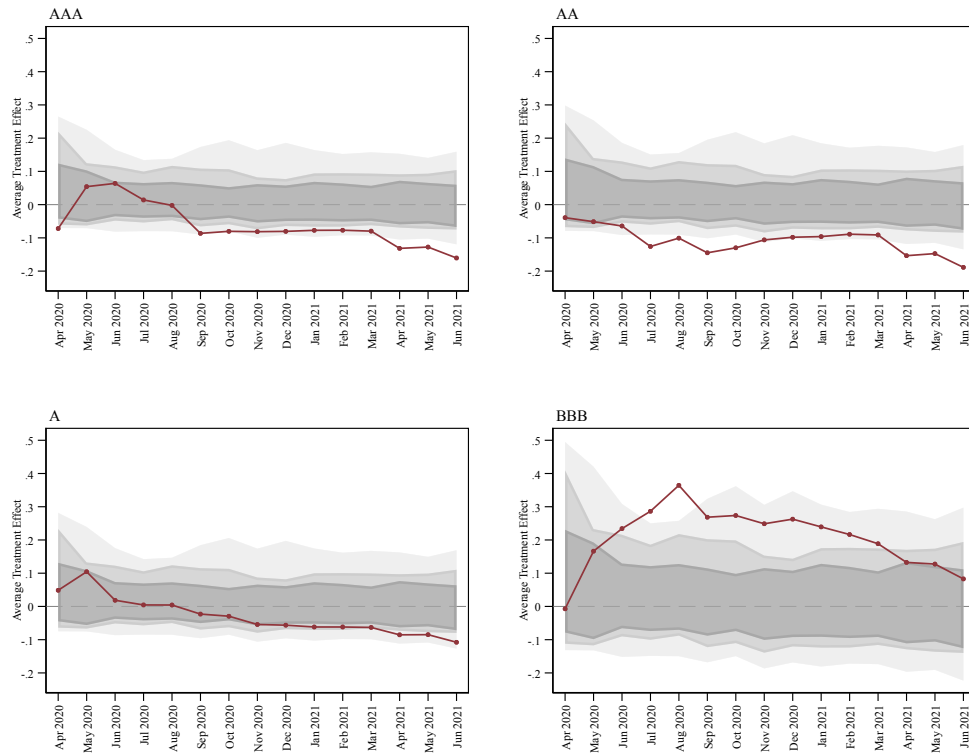 AAA
Average Treatment Effect
.5
.4
.3
.2
.1
0
-.1
-.2
Apr 2020
May 2020
Jun 2020
Jul 2020
Aug 2020
Sep 2020
Oct 2020
Nov 2020
Dec 2020
Jan 2021
Feb 2021
Mar 2021
Apr 2021
May 2021
Jun 2021
AA
Average Treatment Effect
.5
.4
.3
.2
.1
0
-.1
-.2
Apr 2020
May 2020
Jun 2020
Jul 2020
Aug 2020
Sep 2020
Oct 2020
Nov 2020
Dec 2020
Jan 2021
Feb 2021
Mar 2021
Apr 2021
May 2021
Jun 2021
A
Average Treatment Effect
.5
.4
.3
.2
.1
0
-.1
-.2
Apr 2020
May 2020
Jun 2020
Jul 2020
Aug 2020
Sep 2020
Oct 2020
Nov 2020
Dec 2020
Jan 2021
Feb 2021
Mar 2021
Apr 2021
May 2021
Jun 2021
BBB
Average Treatment Effect
.5
.4
.3
.2
.1
0
-.1
-.2
Apr 2020
May 2020
Jun 2020
Jul 2020
Aug 2020
Sep 2020
Oct 2020
Nov 2020
Dec 2020
Jan 2021
Feb 2021
Mar 2021
Apr 2021
May 2021
Jun 2021